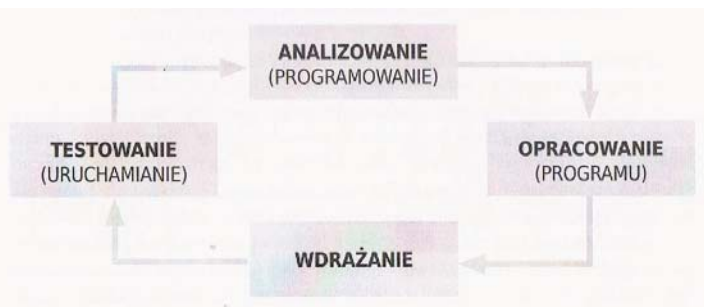 ANALIZOWANIE
(PROGRAMOWANIE)
TESTOWANIE
(URUCHAMIANIE)
OPRACOWANIE
(PROGRAMU)
WDRAŻANIE